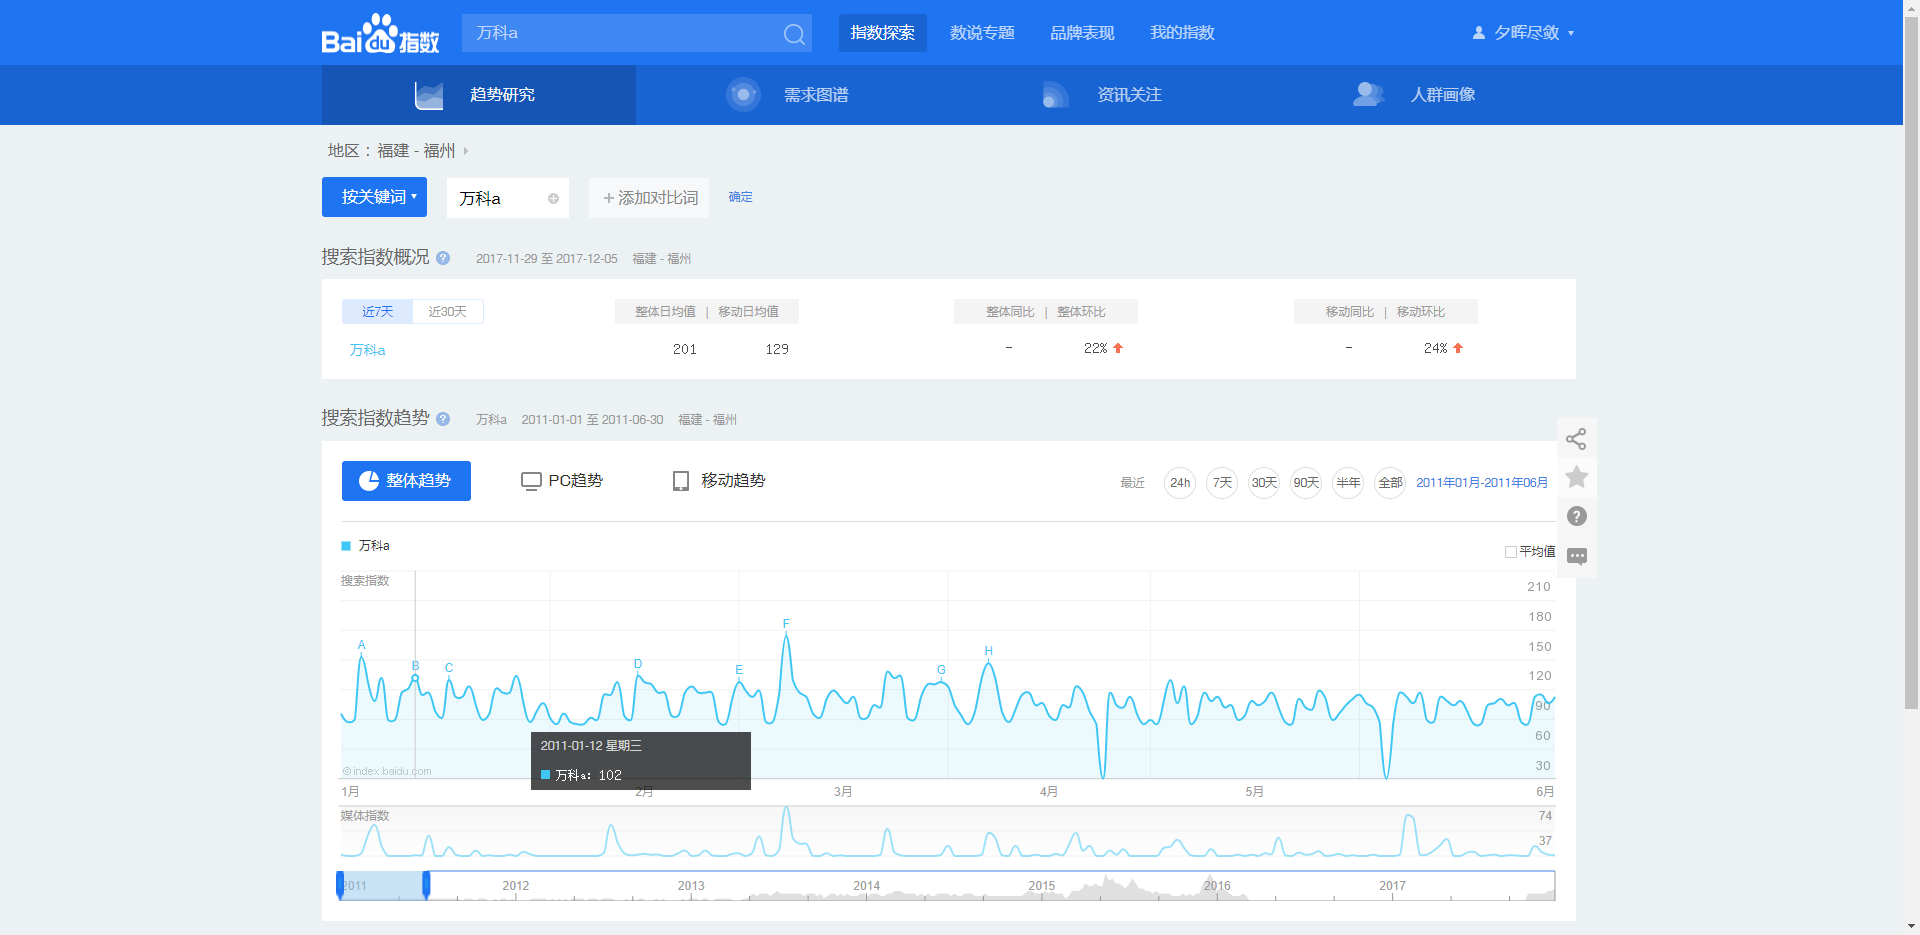 Baidu指数
万科a
指数探索
数说专题
品牌表现
我的指数
夕晖尽敛
趋势研究
需求图谱
资讯关注
人群画像
地区： 福建 - 福州
按关键词
万科a
+ 添加对比词
确定
搜索指数概况 ? 2017-11-29 至 2017-12-05 福建 - 福州
近7天 近30天
整体日均值 | 移动日均值
整体同比 | 整体环比
移动同比 | 移动环比
万科a 201 129 - 22% - 24%
搜索指数趋势 ? 万科a 2011-01-01 至 2011-06-30 福建 - 福州
整体趋势
PC趋势
移动趋势
最近 24h 7天 30天 90天 半年 全部 2011年01月-2011年06月
万科a
平均值
搜索指数
210
180
150
120
90
60
30
A
B
C
D
E
F
G
H
2011-01-12 星期三
万科a: 102
© index.baidu.com
1月 2月 3月 4月 5月 6月
媒体指数
74
37
2011 2012 2013 2014 2015 2016 2017